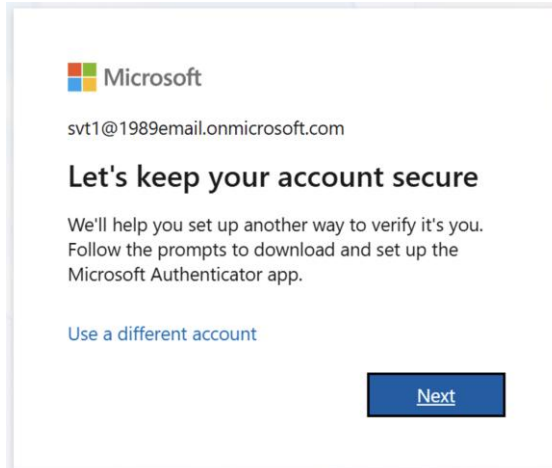 Microsoft
svt1@1989email.onmicrosoft.com
Let's keep your account secure
We'll help you set up another way to verify it's you.
Follow the prompts to download and set up the
Microsoft Authenticator app.
Use a different account
Next